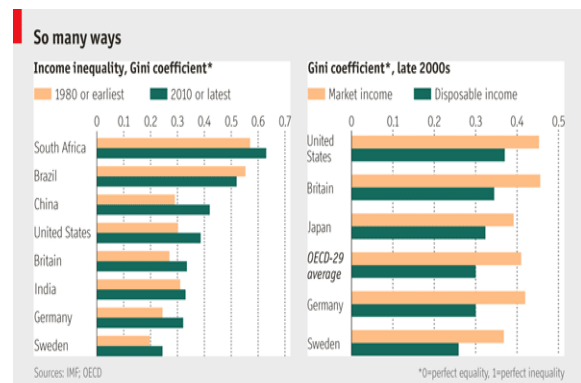 So many ways
Income inequality, Gini coefficient*
1980 or earliest 2010 or latest
0 0.1 0.2 0.3 0.4 0.5 0.6 0.7
South Africa
Brazil
China
United States
Britain
India
Germany
Sweden
Gini coefficient*, late 2000s
Market income Disposable income
0 0.1 0.2 0.3 0.4 0.5
United
States
Britain
Japan
OECD-29
average
Germany
Sweden
Sources: IMF; OECD
*0=perfect equality, 1=perfect inequality